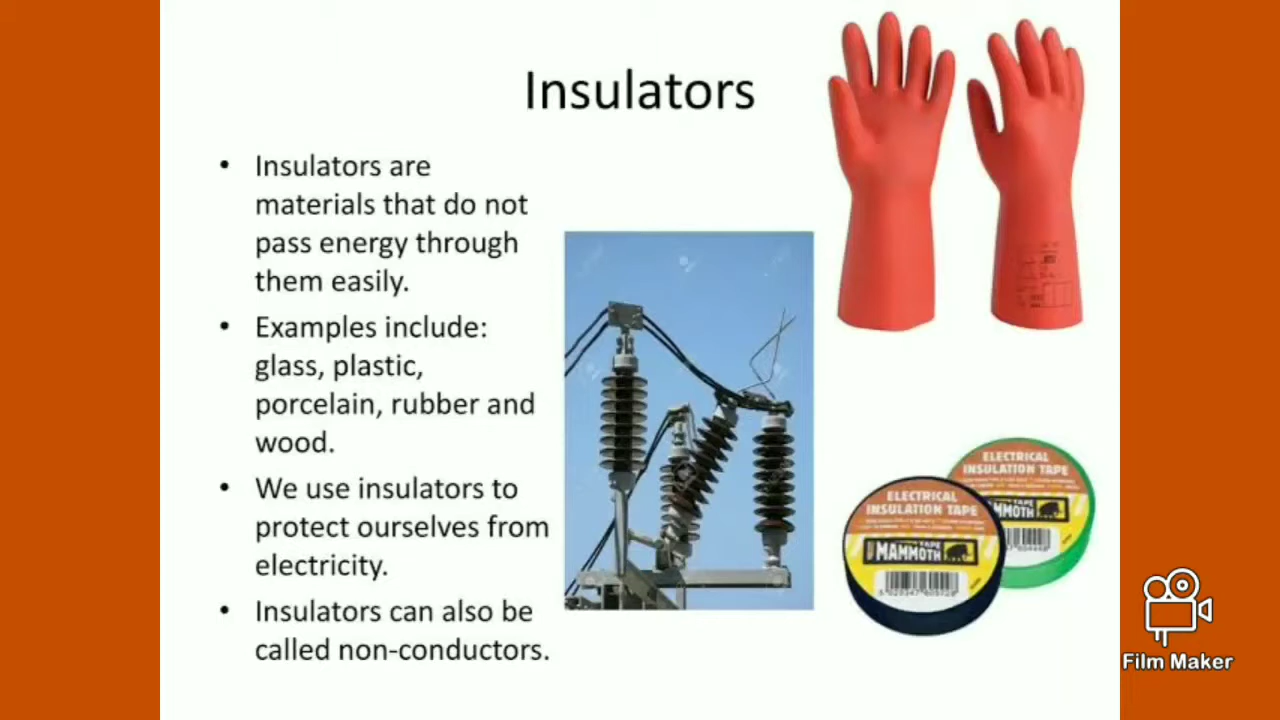 Insulators
• Insulators are
materials that do not
pass energy through
them easily.
• Examples include:
glass, plastic,
porcelain, rubber and
wood.
• We use insulators to
protect ourselves from
electricity.
• Insulators can also be
called non-conductors.
ELECTRICAL
INSULATION TAPE
MMOTH
ELECTRICAL
INSULATION TAPE
TAPE
MAMMOTH
Film Maker